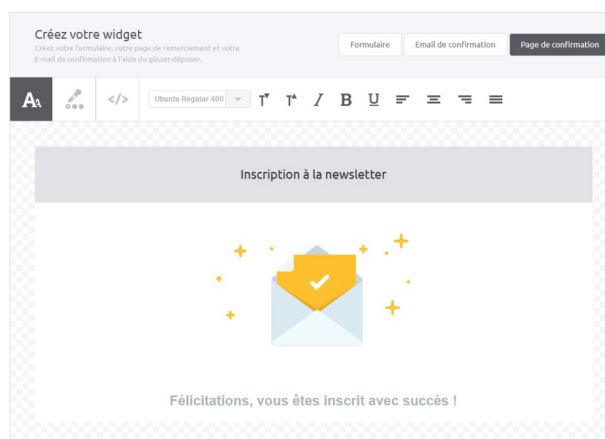 Créez votre widget
Créez votre formulaire, votre page de remerciement et votre
E-mail de confirmation à l'aide du glisser-déposer.
Formulaire
Email de confirmation
Page de confirmation
AA
</>
Ubuntu Regular 400
T T I B U
Inscription à la newsletter
Félicitations, vous êtes inscrit avec succès !